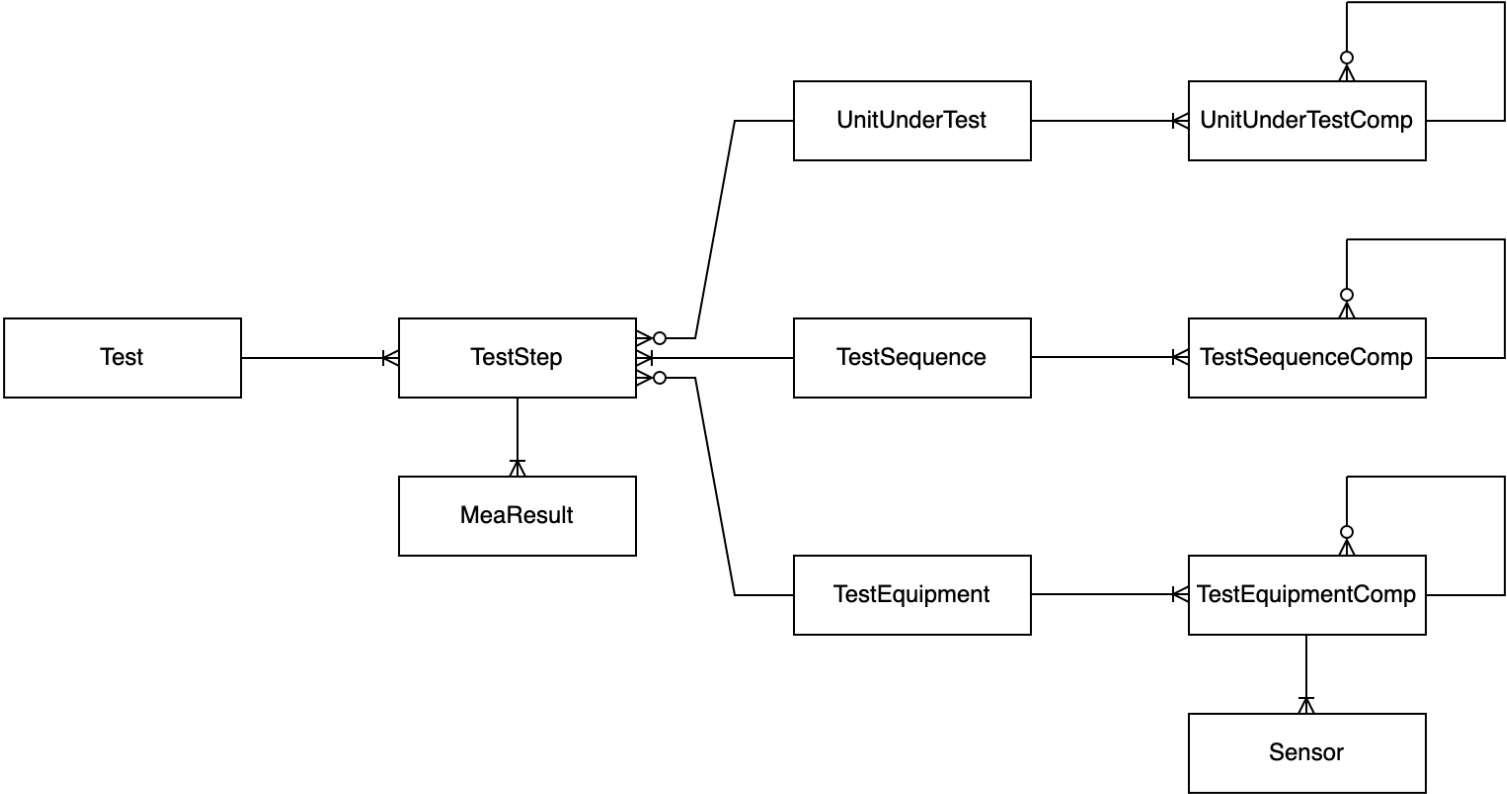 UnitUnderTest
UnitUnderTestComp
Test
TestStep
TestSequence
TestSequenceComp
MeaResult
TestEquipment
TestEquipmentComp
Sensor